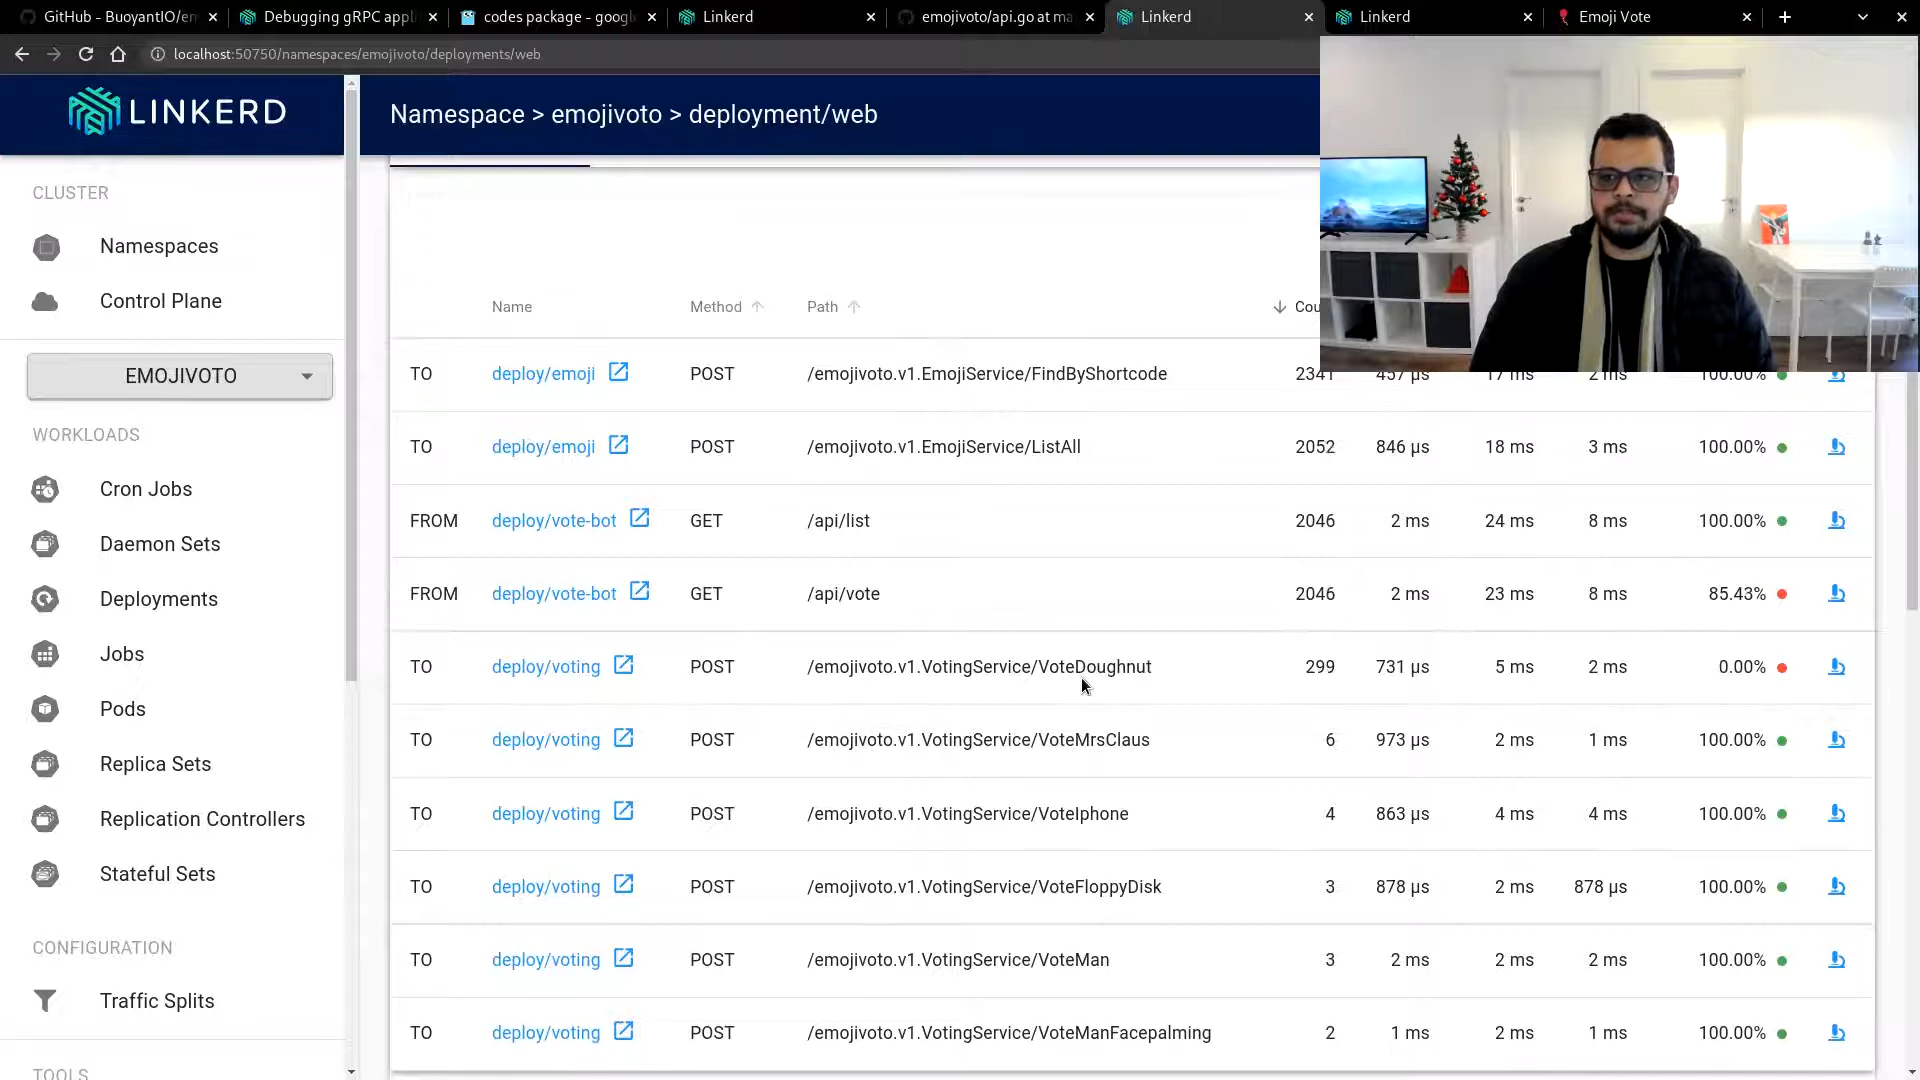 GitHub - BuoyantIO/em
Debugging gRPC appl
codes package - googl
Linkerd
emojivoto/api.go at ma
Linkerd
Linkerd
Emoji Vote
localhost:50750/namespaces/emojivoto/deployments/web
LINKERD
Namespace > emojivoto > deployment/web
CLUSTER
Namespaces
Control Plane
EMOJIVOTO
WORKLOADS
Cron Jobs
Daemon Sets
Deployments
Jobs
Pods
Replica Sets
Replication Controllers
Stateful Sets
CONFIGURATION
Traffic Splits
TOOLS
Name Method Path Cou
TO deploy/emoji POST /emojivoto.v1.EmojiService/FindByShortcode 2341 457 µs 17 ms 2 ms 100.00%
TO deploy/emoji POST /emojivoto.v1.EmojiService/ListAll 2052 846 µs 18 ms 3 ms 100.00%
FROM deploy/vote-bot GET /api/list 2046 2 ms 24 ms 8 ms 100.00%
FROM deploy/vote-bot GET /api/vote 2046 2 ms 23 ms 8 ms 85.43%
TO deploy/voting POST /emojivoto.v1.VotingService/VoteDoughnut 299 731 µs 5 ms 2 ms 0.00%
TO deploy/voting POST /emojivoto.v1.VotingService/VoteMrsClaus 6 973 µs 2 ms 1 ms 100.00%
TO deploy/voting POST /emojivoto.v1.VotingService/VoteIphone 4 863 µs 4 ms 4 ms 100.00%
TO deploy/voting POST /emojivoto.v1.VotingService/VoteFloppyDisk 3 878 µs 2 ms 878 µs 100.00%
TO deploy/voting POST /emojivoto.v1.VotingService/VoteMan 3 2 ms 2 ms 2 ms 100.00%
TO deploy/voting POST /emojivoto.v1.VotingService/VoteManFacepalming 2 1 ms 2 ms 1 ms 100.00%